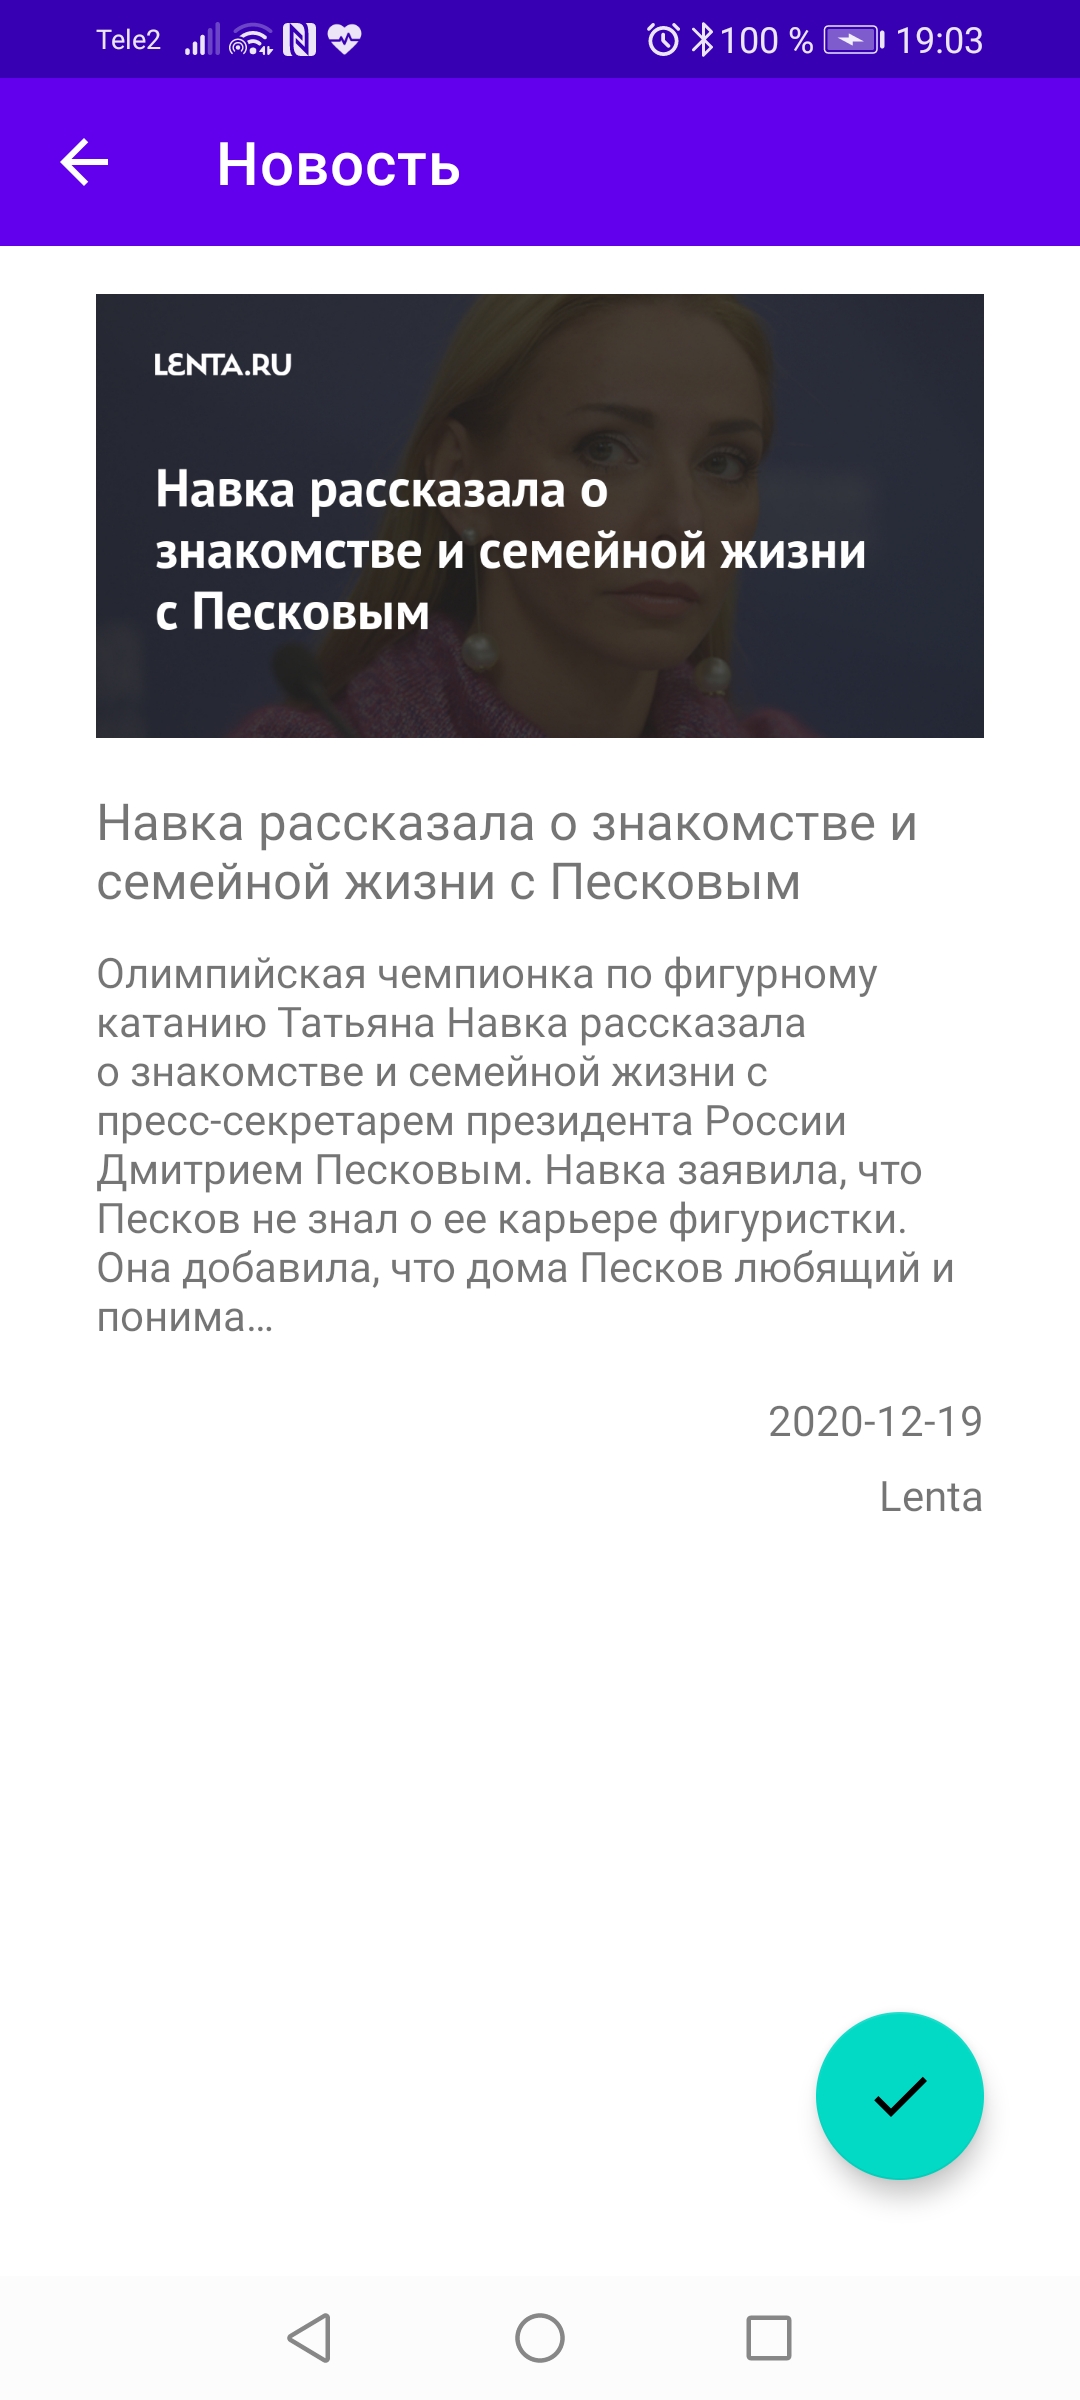 Tele2 100 % 19:03
Новость
LENTA.RU
Навка рассказала о
знакомстве и семейной жизни
с Песковым
Навка рассказала о знакомстве и
семейной жизни с Песковым
Олимпийская чемпионка по фигурному
катанию Татьяна Навка рассказала
о знакомстве и семейной жизни с
пресс-секретарем президента России
Дмитрием Песковым. Навка заявила, что
Песков не знал о ее карьере фигуристки.
Она добавила, что дома Песков любящий и
понима…
2020-12-19
Lenta